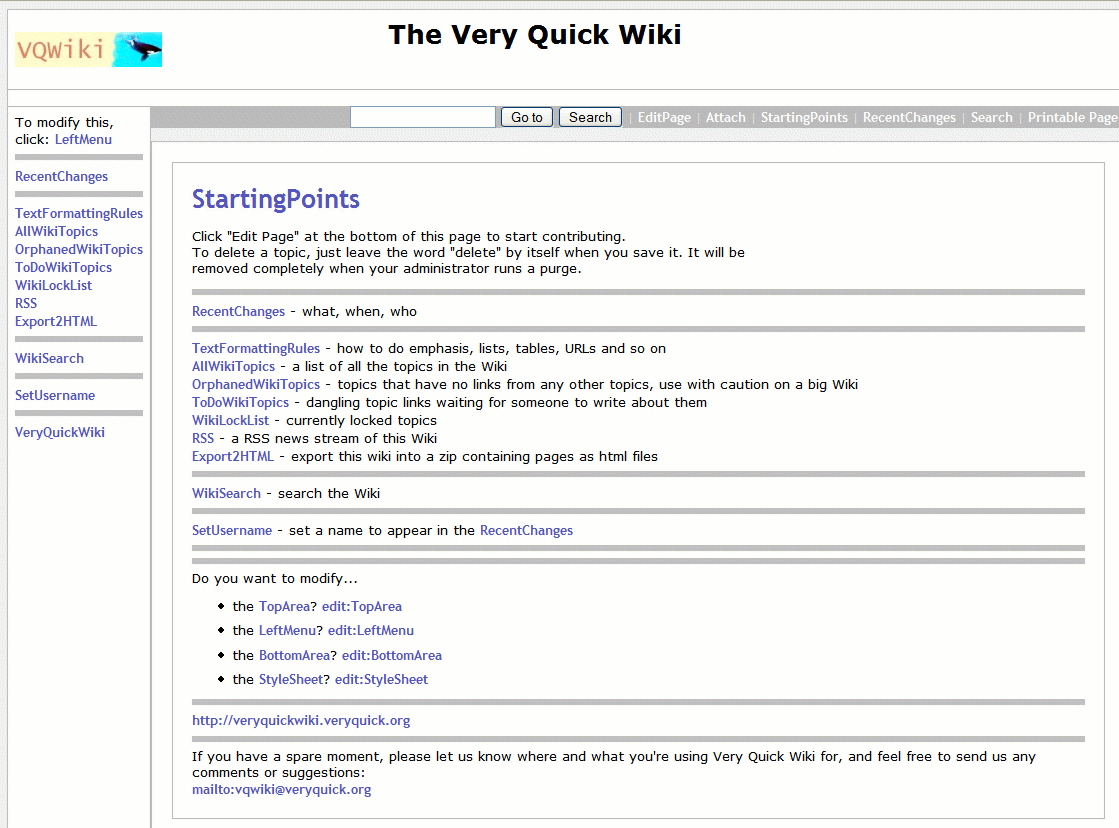 VQWiki
The Very Quick Wiki
To modify this,
click: LeftMenu
RecentChanges
TextFormattingRules
AllWikiTopics
OrphanedWikiTopics
ToDoWikiTopics
WikiLockList
RSS
Export2HTML
WikiSearch
SetUsername
VeryQuickWiki
Go to Search | EditPage | Attach | StartingPoints | RecentChanges | Search | Printable Page
StartingPoints
Click "Edit Page" at the bottom of this page to start contributing.
To delete a topic, just leave the word "delete" by itself when you save it. It will be
removed completely when your administrator runs a purge.
RecentChanges - what, when, who
TextFormattingRules - how to do emphasis, lists, tables, URLs and so on
AllWikiTopics - a list of all the topics in the Wiki
OrphanedWikiTopics - topics that have no links from any other topics, use with caution on a big Wiki
ToDoWikiTopics - dangling topic links waiting for someone to write about them
WikiLockList - currently locked topics
RSS - a RSS news stream of this Wiki
Export2HTML - export this wiki into a zip containing pages as html files
WikiSearch - search the Wiki
SetUsername - set a name to appear in the RecentChanges
Do you want to modify...
• the TopArea? edit:TopArea
• the LeftMenu? edit:LeftMenu
• the BottomArea? edit:BottomArea
• the StyleSheet? edit:StyleSheet
http://veryquickwiki.veryquick.org
If you have a spare moment, please let us know where and what you're using Very Quick Wiki for, and feel free to send us any
comments or suggestions:
mailto:vqwiki@veryquick.org